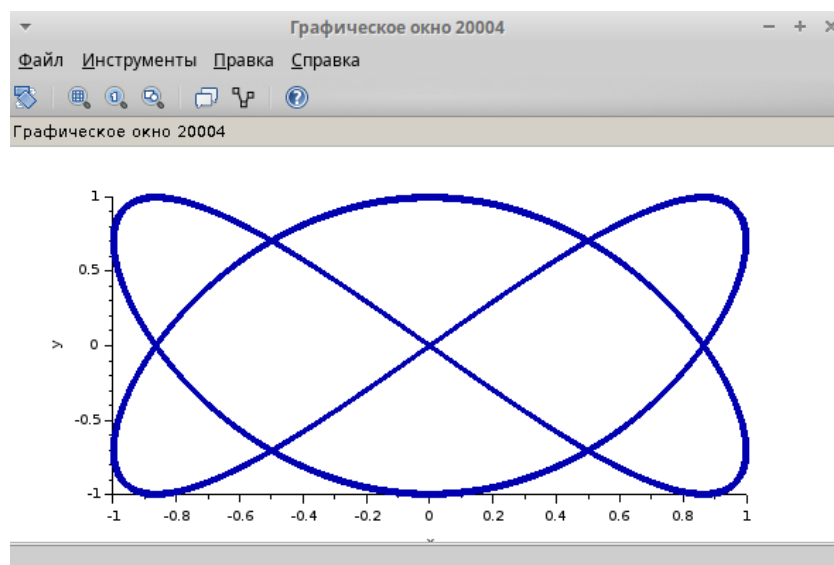 Графическое окно 20004
Файл Инструменты Правка Справка
Графическое окно 20004
1
0.5
y
0
-0.5
-1
-1 -0.8 -0.6 -0.4 -0.2 0 0.2 0.4 0.6 0.8 1